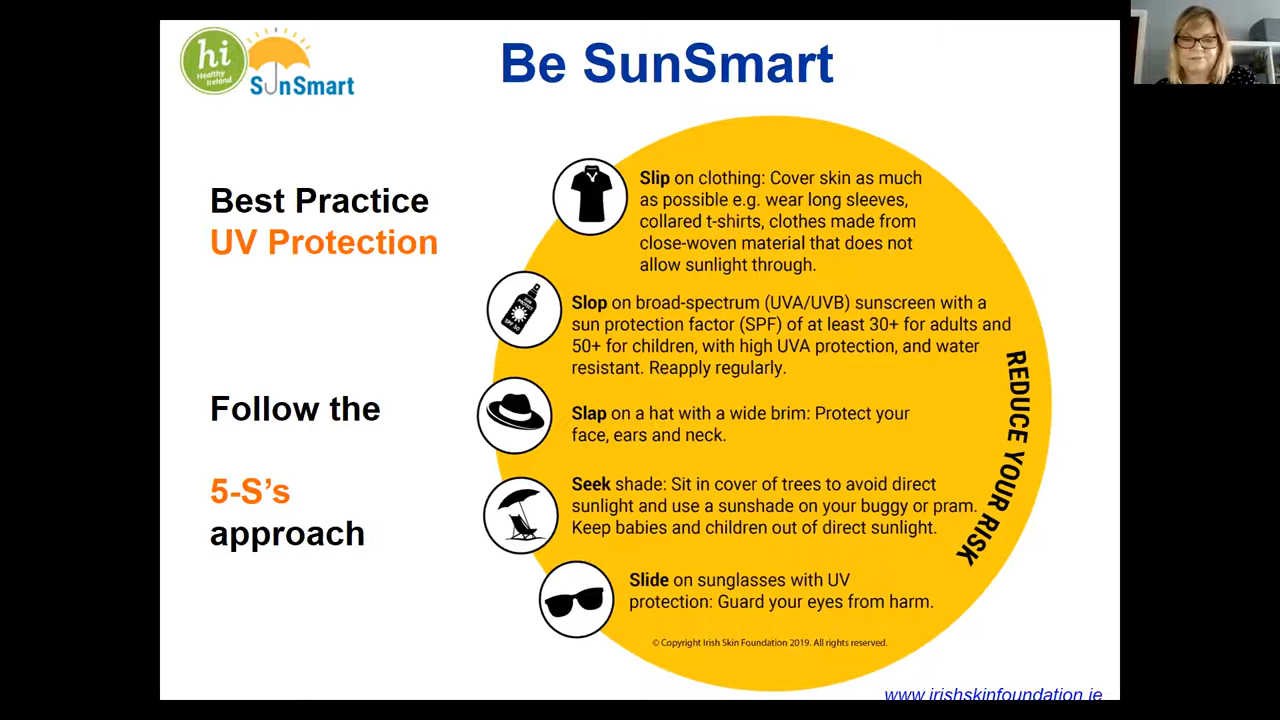 hi
Healthy
Ireland
SunSmart
Be SunSmart
Best Practice
UV Protection
Follow the
5-S’s
approach
Slip on clothing: Cover skin as much
as possible e.g. wear long sleeves,
collared t-shirts, clothes made from
close-woven material that does not
allow sunlight through.
Slop on broad-spectrum (UVA/UVB) sunscreen with a
sun protection factor (SPF) of at least 30+ for adults and
50+ for children, with high UVA protection, and water
resistant. Reapply regularly.
SPF 30
Slap on a hat with a wide brim: Protect your
face, ears and neck.
Seek shade: Sit in cover of trees to avoid direct
sunlight and use a sunshade on your buggy or pram.
Keep babies and children out of direct sunlight.
Slide on sunglasses with UV
protection: Guard your eyes from harm.
REDUCE YOUR RISK
© Copyright Irish Skin Foundation 2019. All rights reserved.
www.irishskinfoundation.ie